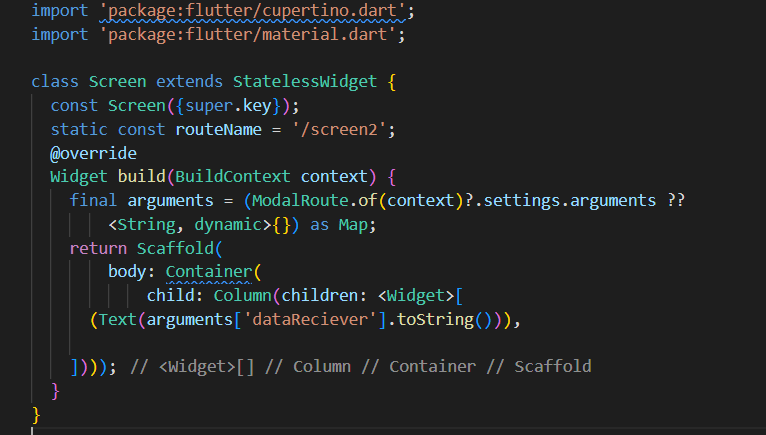 import 'package:flutter/cupertino.dart';
import 'package:flutter/material.dart';

class Screen extends StatelessWidget {
  const Screen({super.key});
  static const routeName = '/screen2';
  @override
  Widget build(BuildContext context) {
    final arguments = (ModalRoute.of(context)?.settings.arguments ??
        <String, dynamic>{}) as Map;
    return Scaffold(
        body: Container(
            child: Column(children: <Widget>[
      (Text(arguments['dataReciever'].toString())),

    ]))); // <Widget>[] // Column // Container // Scaffold
  }
}